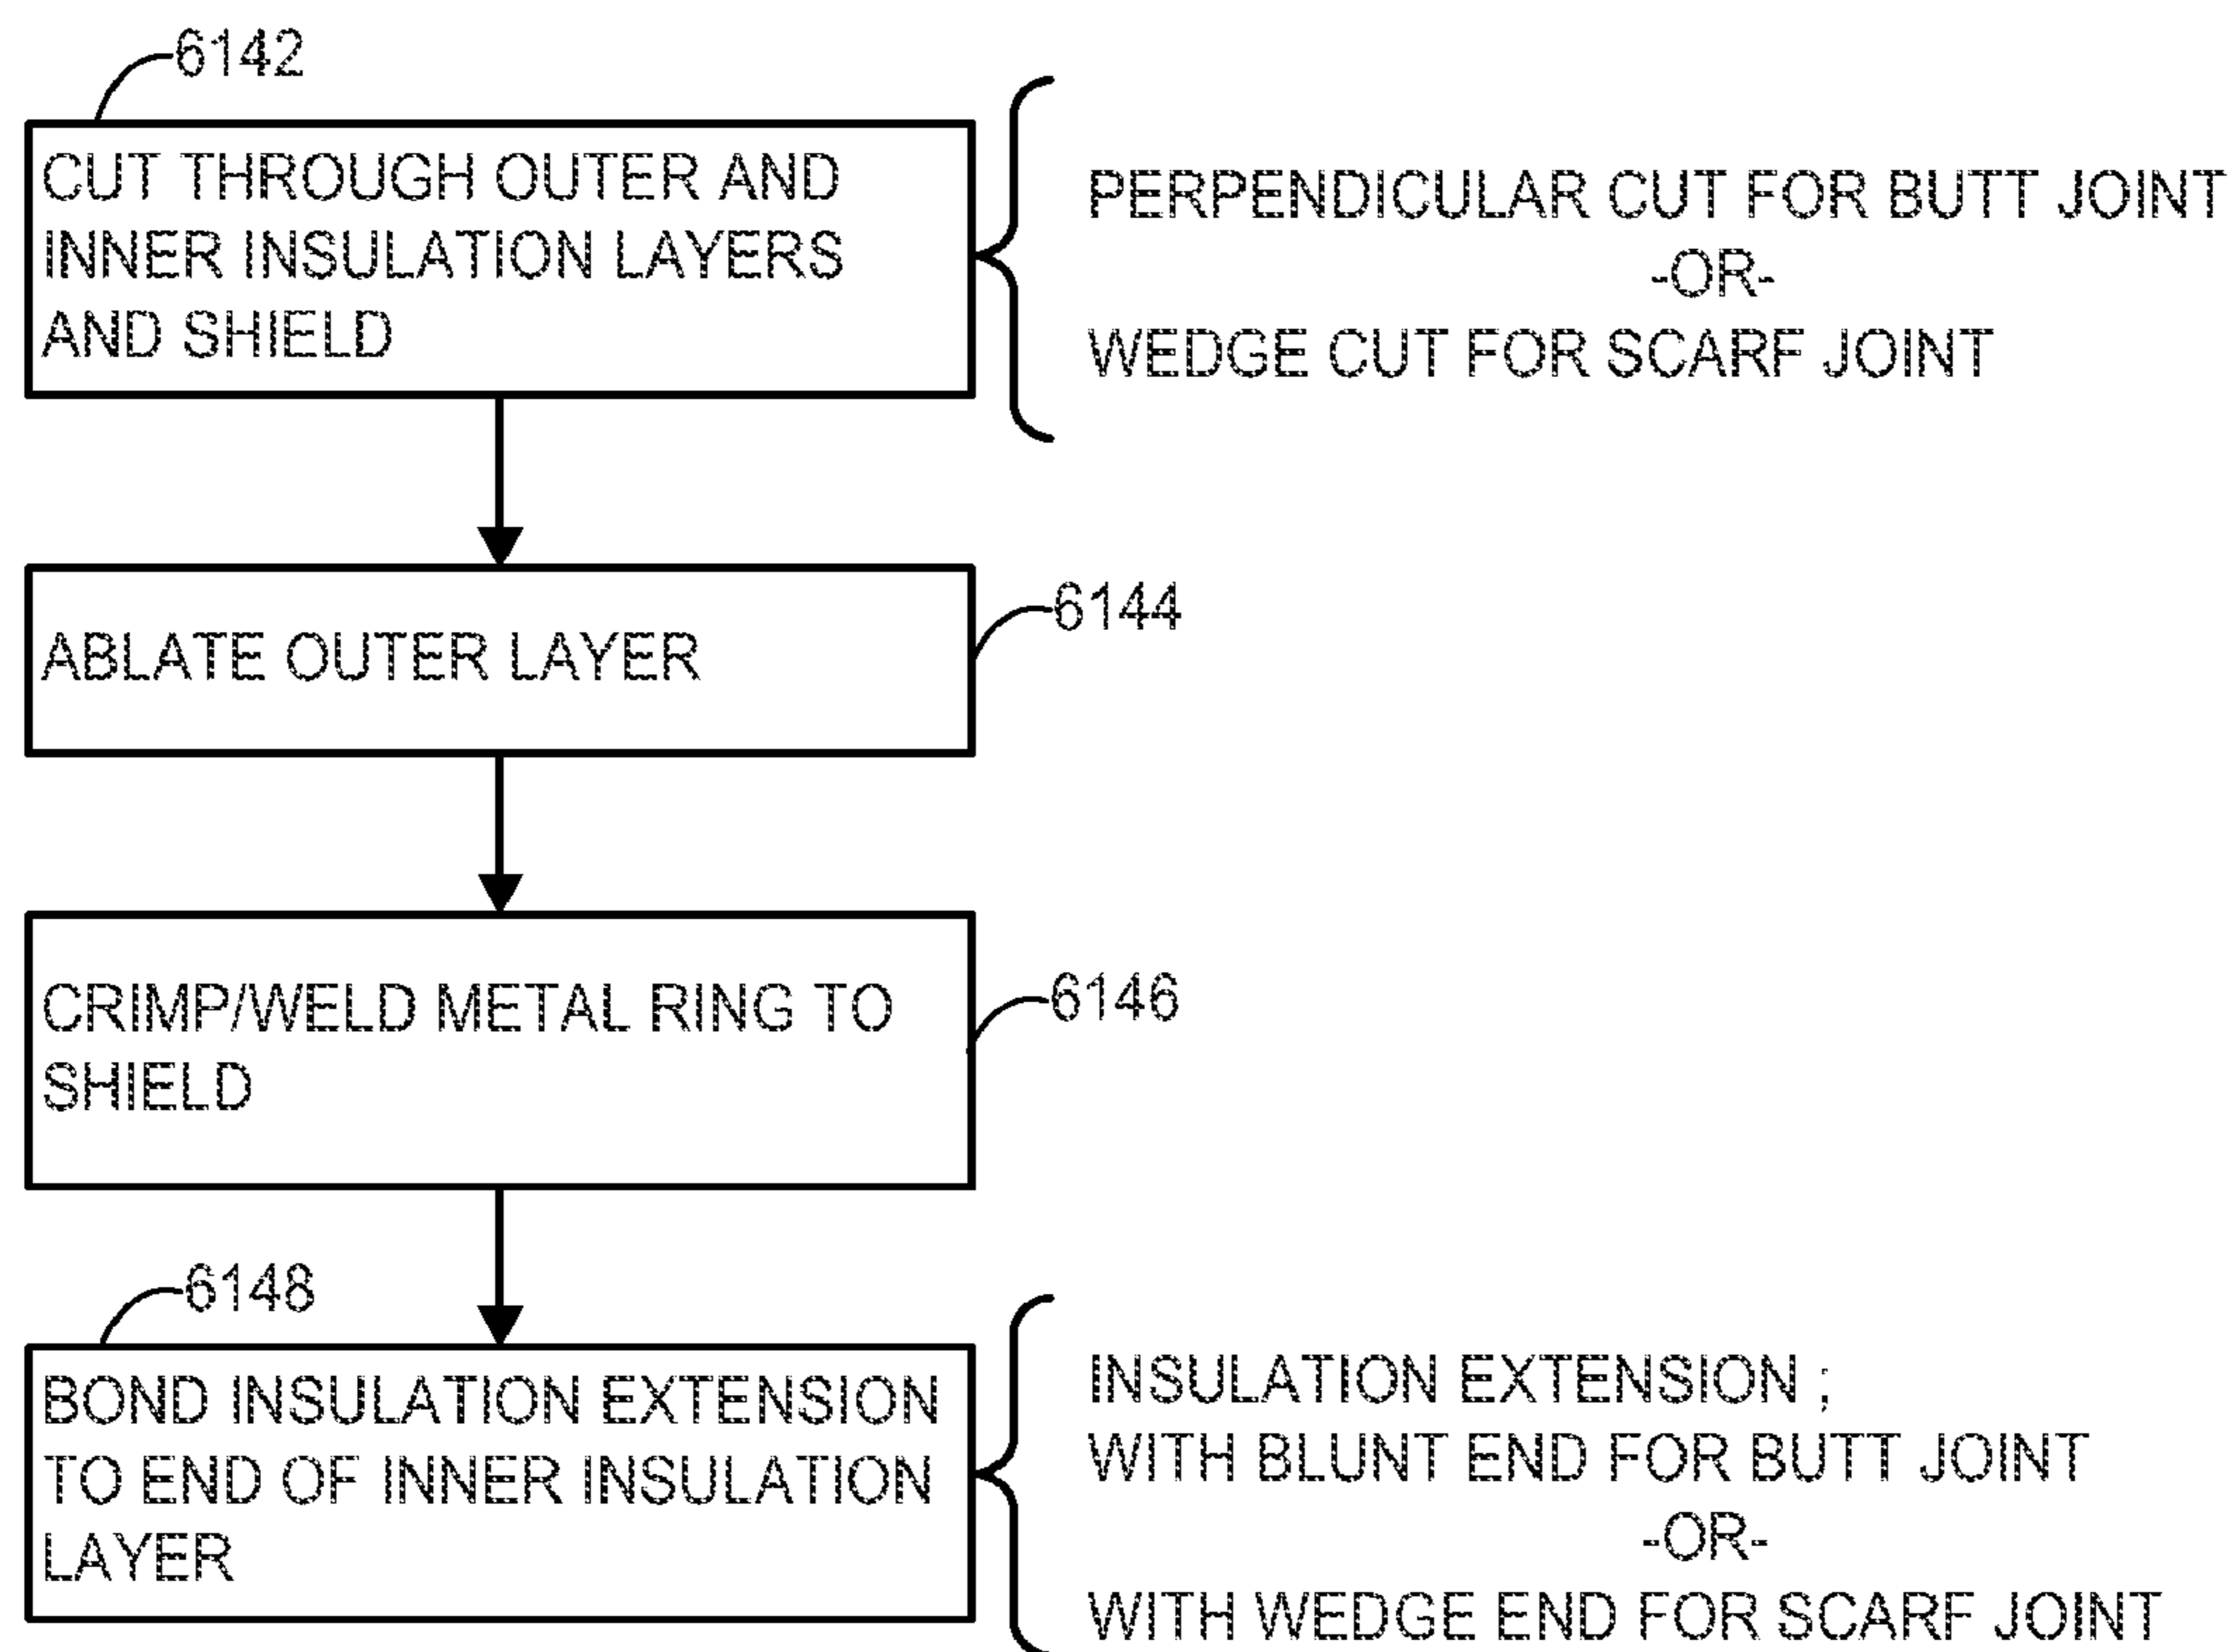 6142
CUT THROUGH OUTER AND
INNER INSULATION LAYERS
AND SHIELD
PERPENDICULAR CUT FOR BUTT JOINT
-OR-
WEDGE CUT FOR SCARF JOINT
ABLATE OUTER LAYER
6144
CRIMP/WELD METAL RING TO
SHIELD
6146
6148
BOND INSULATION EXTENSION
TO END OF INNER INSULATION
LAYER
INSULATION EXTENSION ;
WITH BLUNT END FOR BUTT JOINT
-OR-
WITH WEDGE END FOR SCARF JOINT